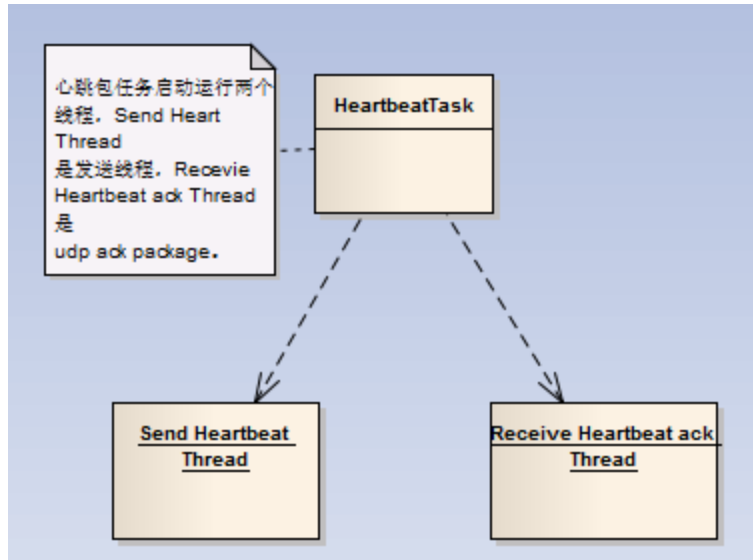 心跳包任务启动运行两个
线程. Send Heart
Thread
是发送线程. Recevie
Heartbeat ack Thread
是
udp ack package.
HeartbeatTask
Send Heartbeat
Thread
Receive Heartbeat ack
Thread